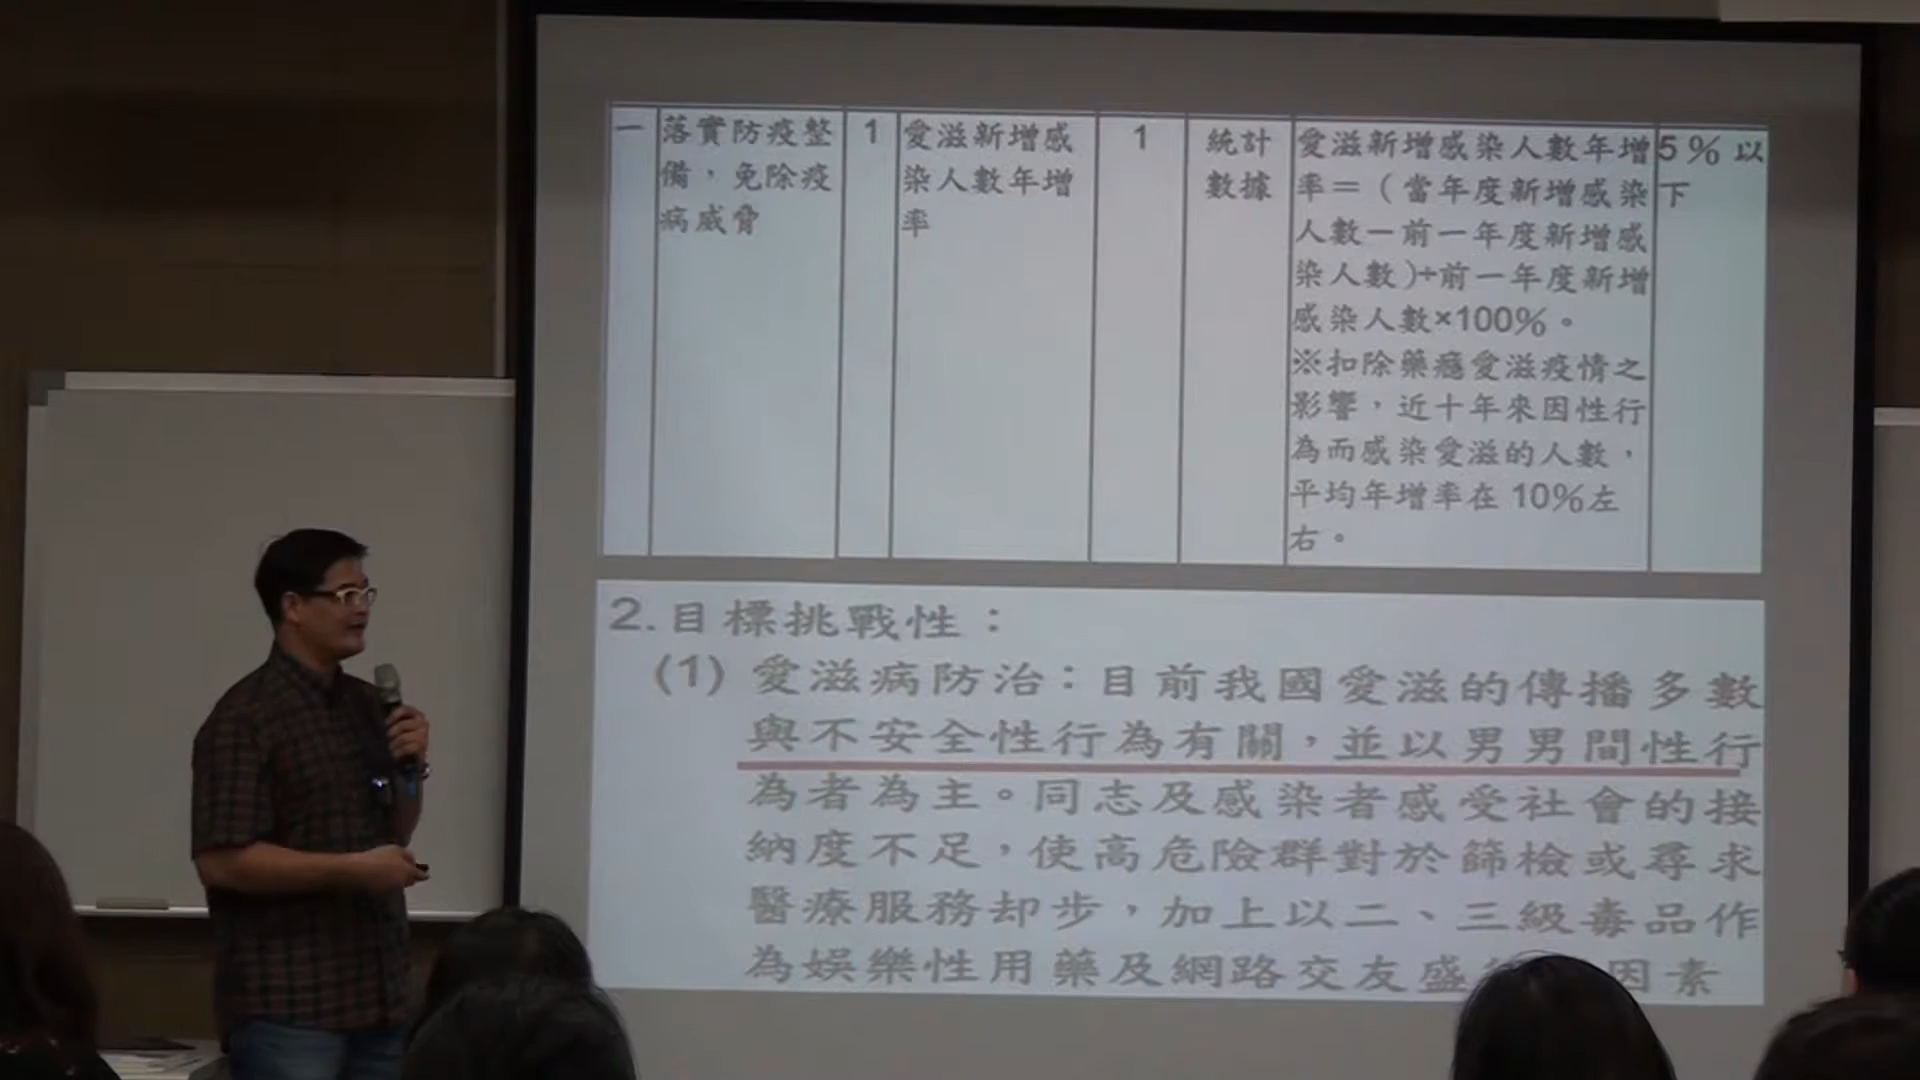 一
落實防疫整
備，免除疫
病威脅
1
愛滋新增感
染人數年增
率
1
統計
數據
愛滋新增感染人數年增
率＝（當年度新增感染
人數－前一年度新增感
染人數)÷前一年度新增
感染人數×100%。
※扣除藥癮愛滋疫情之
影響，近十年來因性行
為而感染愛滋的人數，
平均年增率在 10%左
右。
5％以
下
2.目標挑戰性：
(1) 愛滋病防治：目前我國愛滋的傳播多數
與不安全性行為有關，並以男男間性行
為者為主。同志及感染者感受社會的接
納度不足，使高危險群對於篩檢或尋求
醫療服務卻步，加上以二、三級毒品作
為娛樂性用藥及網路交友盛 因素